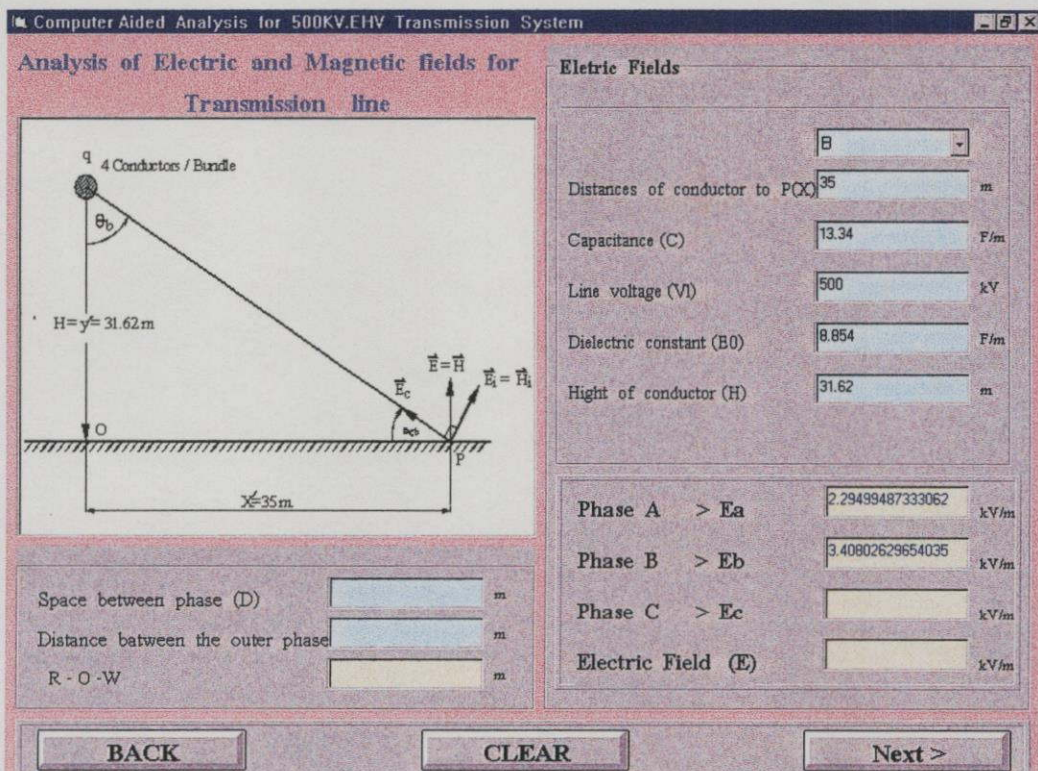 Computer Aided Analysis for 500KV.EHV Transmission System
Analysis of Electric and Magnetic fields for
Transmission line
q 4 Conductors / Bundle
θb
H=y'=31.62m
E=H
Ei=Hi
Ec
O
P
X'=35m
Eletric Fields
B
Distances of conductor to P(X) 35 m
Capacitance (C) 13.34 F/m
Line voltage (Vl) 500 kV
Dielectric constant (E0) 8.854 F/m
Hight of conductor (H) 31.62 m
Phase A > Ea 2.29499487333062 kV/m
Phase B > Eb 3.40802629654035 kV/m
Phase C > Ec kV/m
Electric Field (E) kV/m
Space between phase (D) m
Distance batween the outer phase m
R - O -W m
BACK CLEAR Next >